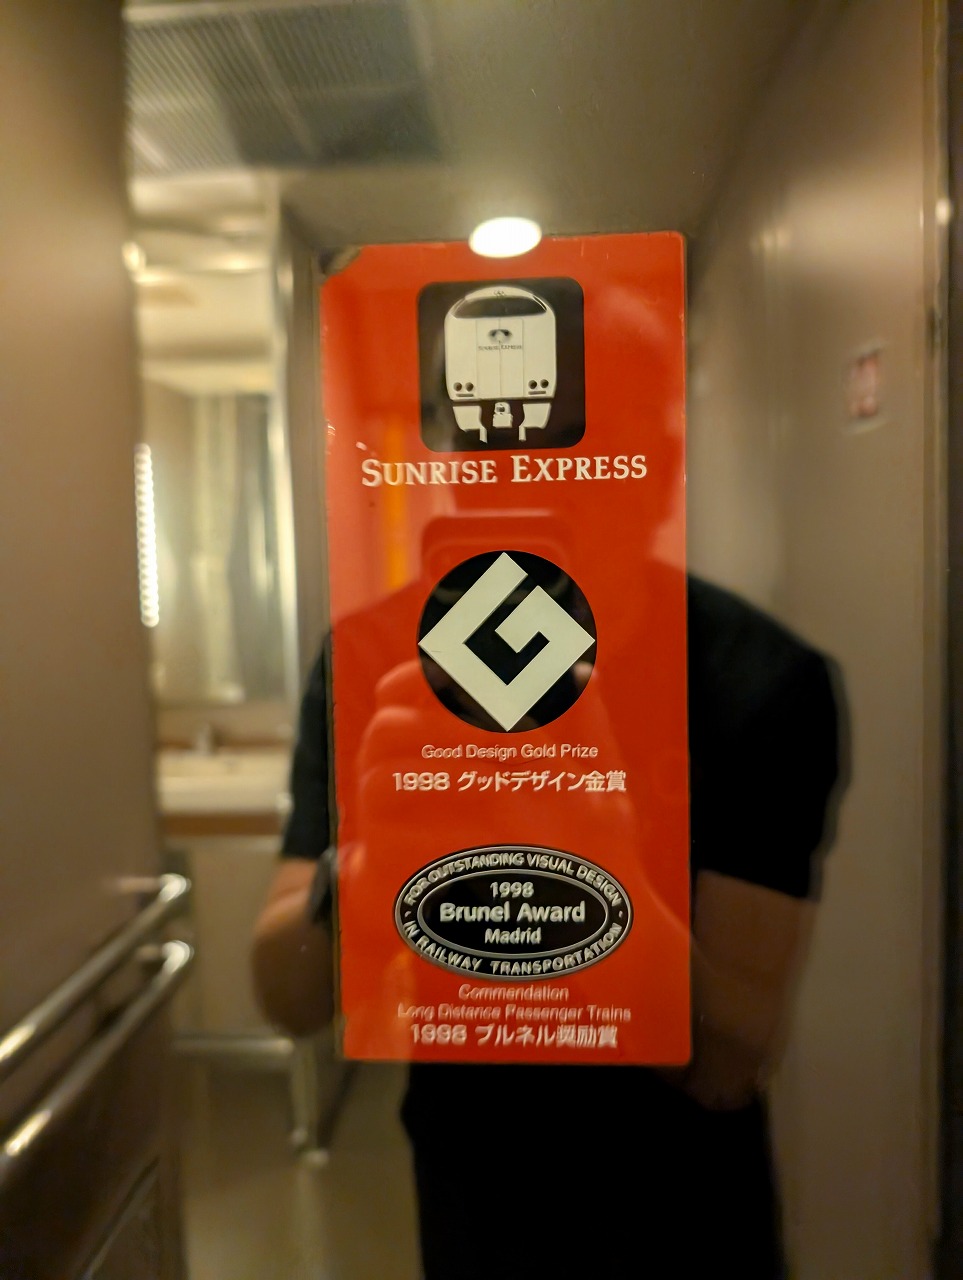 SUNRISE EXPRESS
SUNRISE EXPRESS
Good Design Gold Prize
1998 グッドデザイン金賞
FOR OUTSTANDING VISUAL DESIGN
1998
Brunel Award
Madrid
IN RAILWAY TRANSPORTATION
Commendation
Long Distance Passenger Trains
1998 ブルネル奨励賞